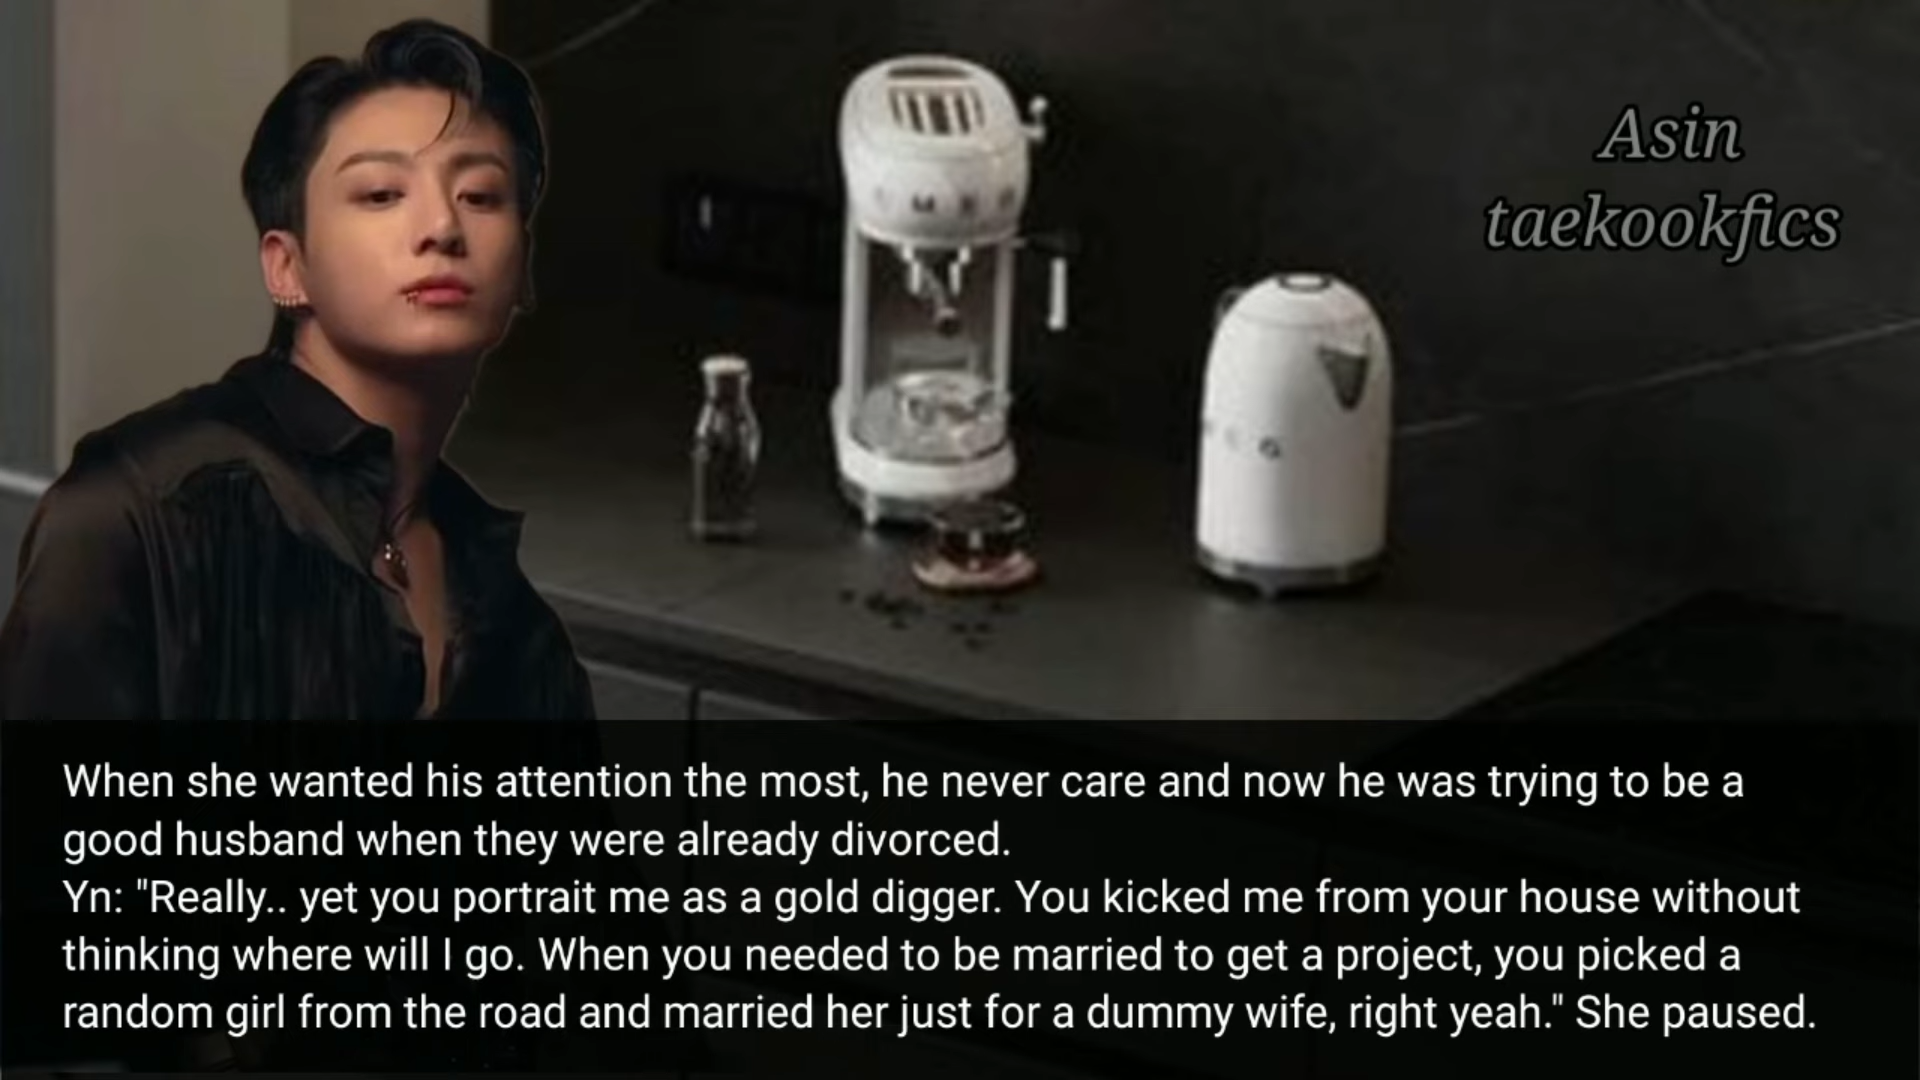 Asin
taekookfics
When she wanted his attention the most, he never care and now he was trying to be a
good husband when they were already divorced.
Yn: "Really.. yet you portrait me as a gold digger. You kicked me from your house without
thinking where will I go. When you needed to be married to get a project, you picked a
random girl from the road and married her just for a dummy wife, right yeah." She paused.